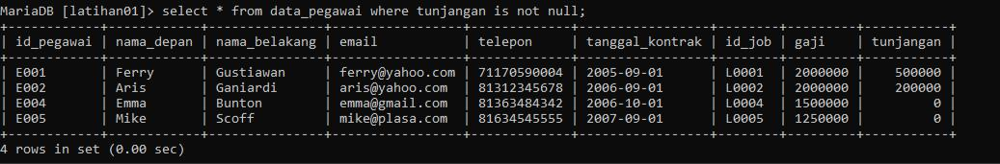 MariaDB [latihan01]> select * from data_pegawai where tunjangan is not null;
+------------+------------+---------------+-----------------+-------------+-----------------+--------+---------+-----------+
| id_pegawai | nama_depan | nama_belakang | email           | telepon     | tanggal_kontrak | id_job | gaji    | tunjangan |
+------------+------------+---------------+-----------------+-------------+-----------------+--------+---------+-----------+
| E001       | Ferry      | Gustiawan     | ferry@yahoo.com | 71170590004 | 2005-09-01      | L0001  | 2000000 |    500000 |
| E002       | Aris       | Ganiardi      | aris@yahoo.com  | 81312345678 | 2006-09-01      | L0002  | 2000000 |    200000 |
| E004       | Emma       | Bunton        | emma@gmail.com  | 81363484342 | 2006-10-01      | L0004  | 1500000 |         0 |
| E005       | Mike       | Scoff         | mike@plasa.com  | 81634545555 | 2007-09-01      | L0005  | 1250000 |         0 |
+------------+------------+---------------+-----------------+-------------+-----------------+--------+---------+-----------+
4 rows in set (0.00 sec)